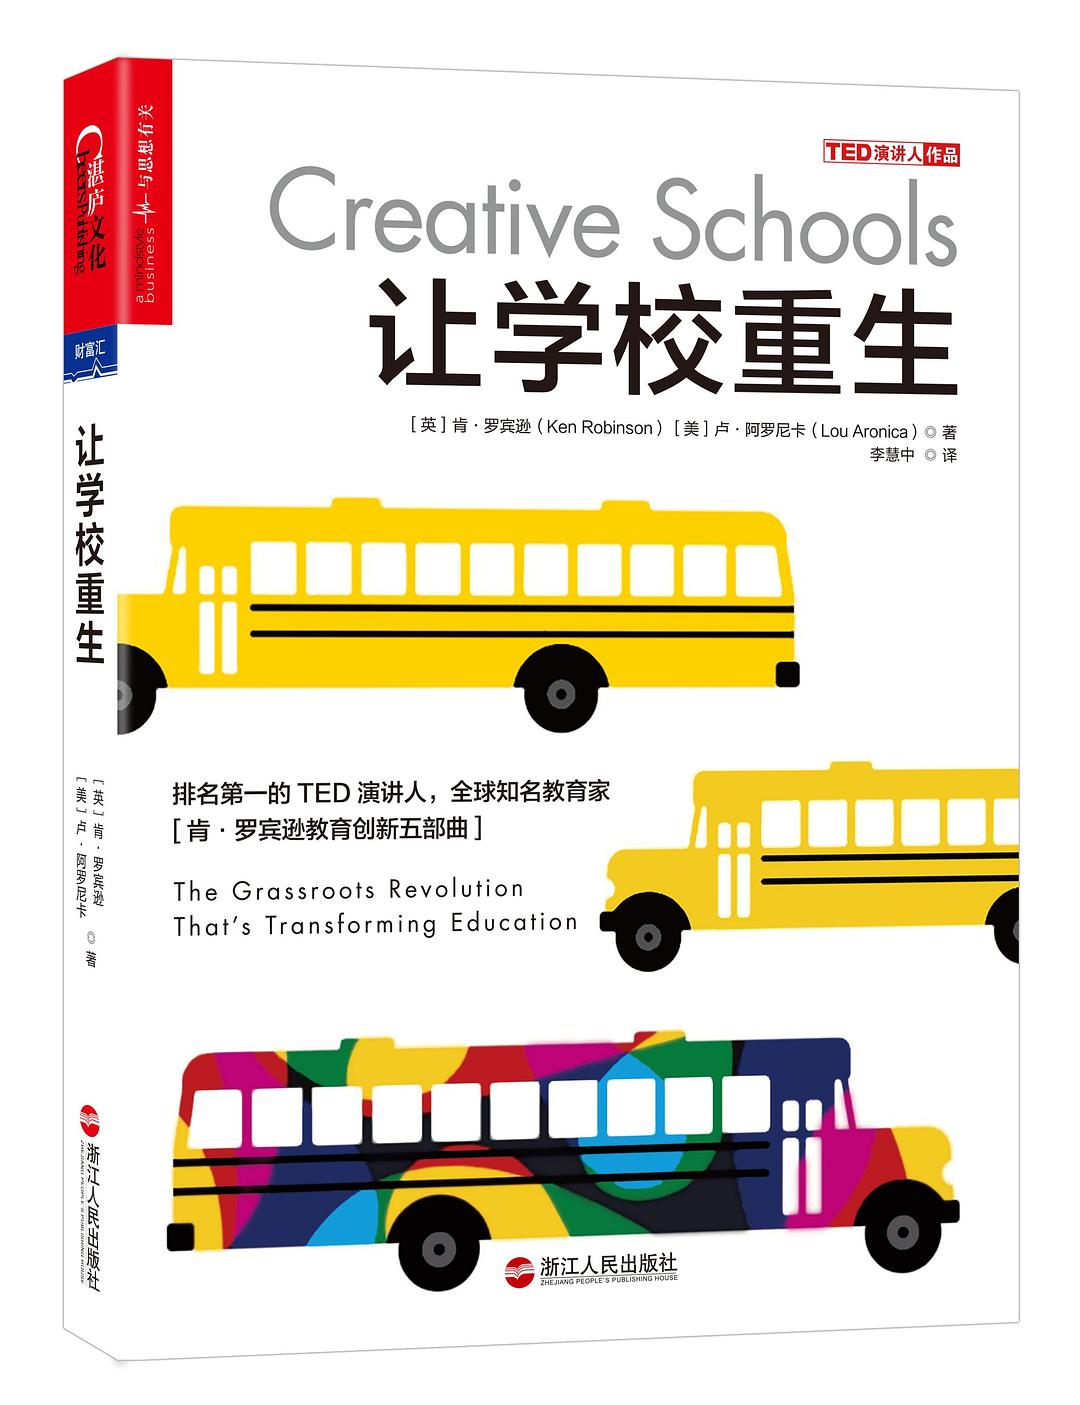 湛庐文化
Cheers Publishing
a mindstyle business
与思想有关
财富汇
让学校重生
[英] 肯·罗宾逊
[美] 卢·阿罗尼卡 ◎ 著
浙江人民出版社
ZHEJIANG PEOPLE'S PUBLISHING HOUSE
TED演讲人作品
Creative Schools
让学校重生
[英] 肯·罗宾逊（Ken Robinson）[美] 卢·阿罗尼卡（Lou Aronica）◎ 著
李慧中 ◎ 译
排名第一的 TED 演讲人，全球知名教育家
[肯·罗宾逊教育创新五部曲]
The Grassroots Revolution
That's Transforming Education
浙江人民出版社
ZHEJIANG PEOPLE'S PUBLISHING HOUSE